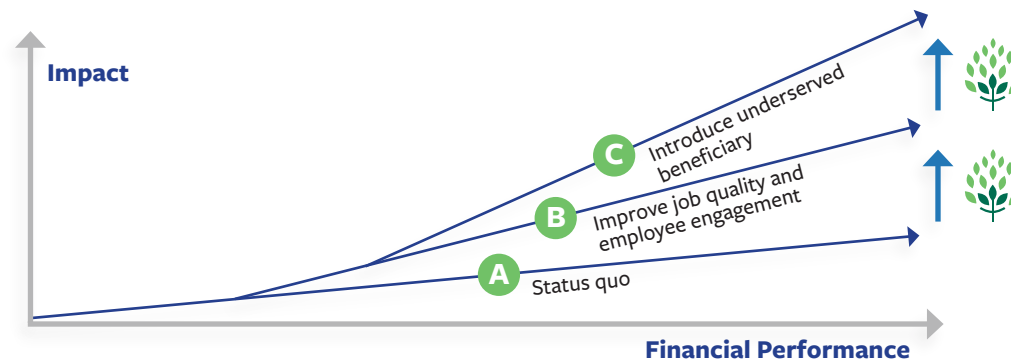 Impact
C
Introduce underserved
beneficiary
B
Improve job quality and
employee engagement
A
Status quo
Financial Performance